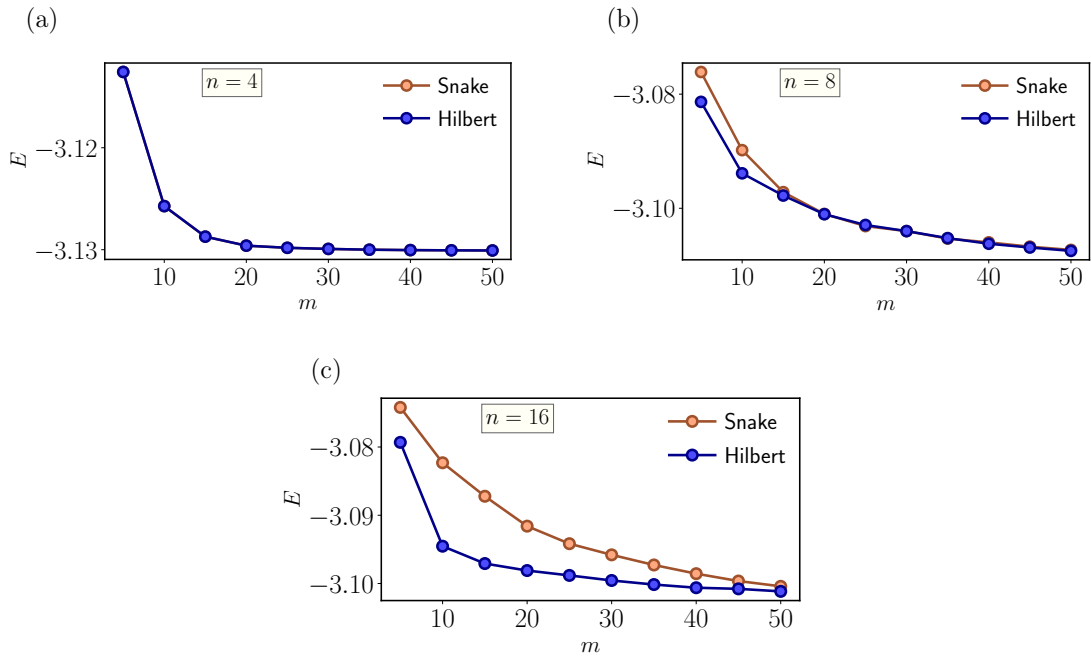 (a)
n = 4
Snake
Hilbert
−3.12
−3.13
E
10 20 30 40 50
m
(b)
n = 8
Snake
Hilbert
−3.08
−3.10
E
10 20 30 40 50
m
(c)
n = 16
Snake
Hilbert
−3.08
−3.09
−3.10
E
10 20 30 40 50
m